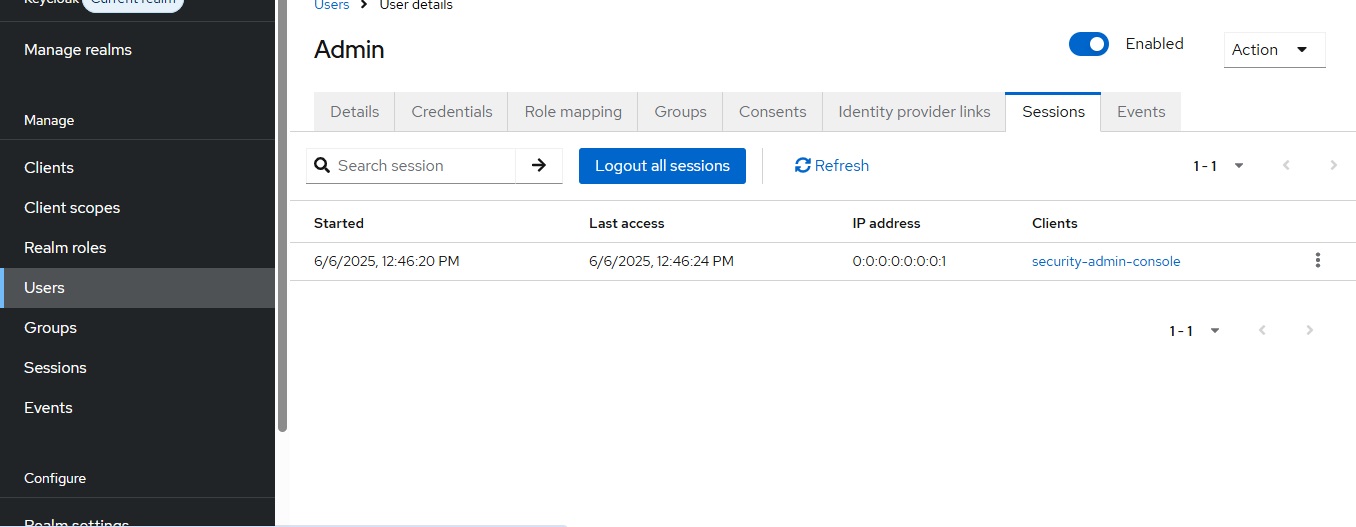 Keycloak Current realm
Manage realms
Manage
Clients
Client scopes
Realm roles
Users
Groups
Sessions
Events
Configure
Realm settings
Users User details
Admin
Enabled
Action
Details Credentials Role mapping Groups Consents Identity provider links Sessions Events
Search session Logout all sessions Refresh 1 - 1
Started Last access IP address Clients
6/6/2025, 12:46:20 PM 6/6/2025, 12:46:24 PM 0:0:0:0:0:0:0:1 security-admin-console
1 - 1